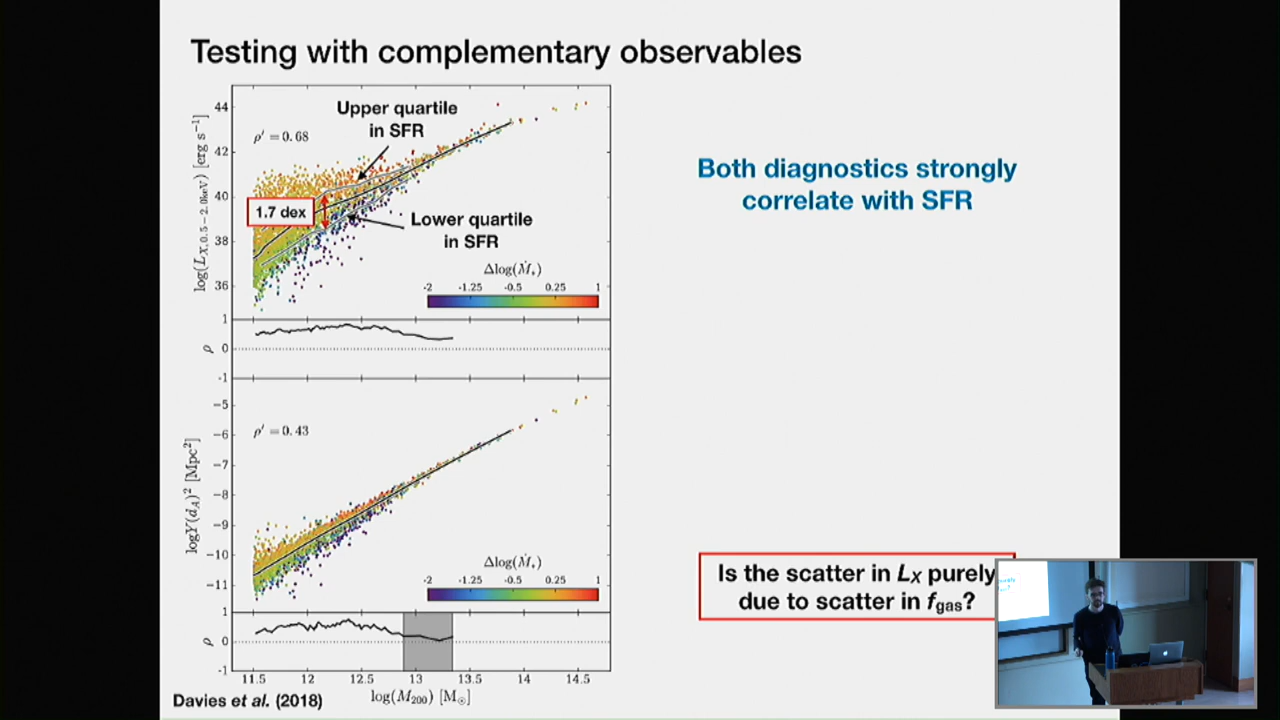 Testing with complementary observables
Upper quartile
in SFR
ρ′ = 0.68
1.7 dex
Lower quartile
in SFR
Δlog(Ṁ⋆)
-2 -1.25 -0.5 0.25 1
log(L_X,0.5−2.0keV) [erg s⁻¹]
44
42
40
38
36
1
0
-1
ρ
ρ′ = 0.43
Δlog(Ṁ⋆)
-2 -1.25 -0.5 0.25 1
logY(d_A)² [Mpc²]
−5
−6
−7
−8
−9
−10
−11
1
0
-1
ρ
11.5 12 12.5 13 13.5 14 14.5
log(M₂₀₀) [M⊙]
Davies et al. (2018)
Both diagnostics strongly
correlate with SFR
Is the scatter in L_X purely
due to scatter in f_gas?